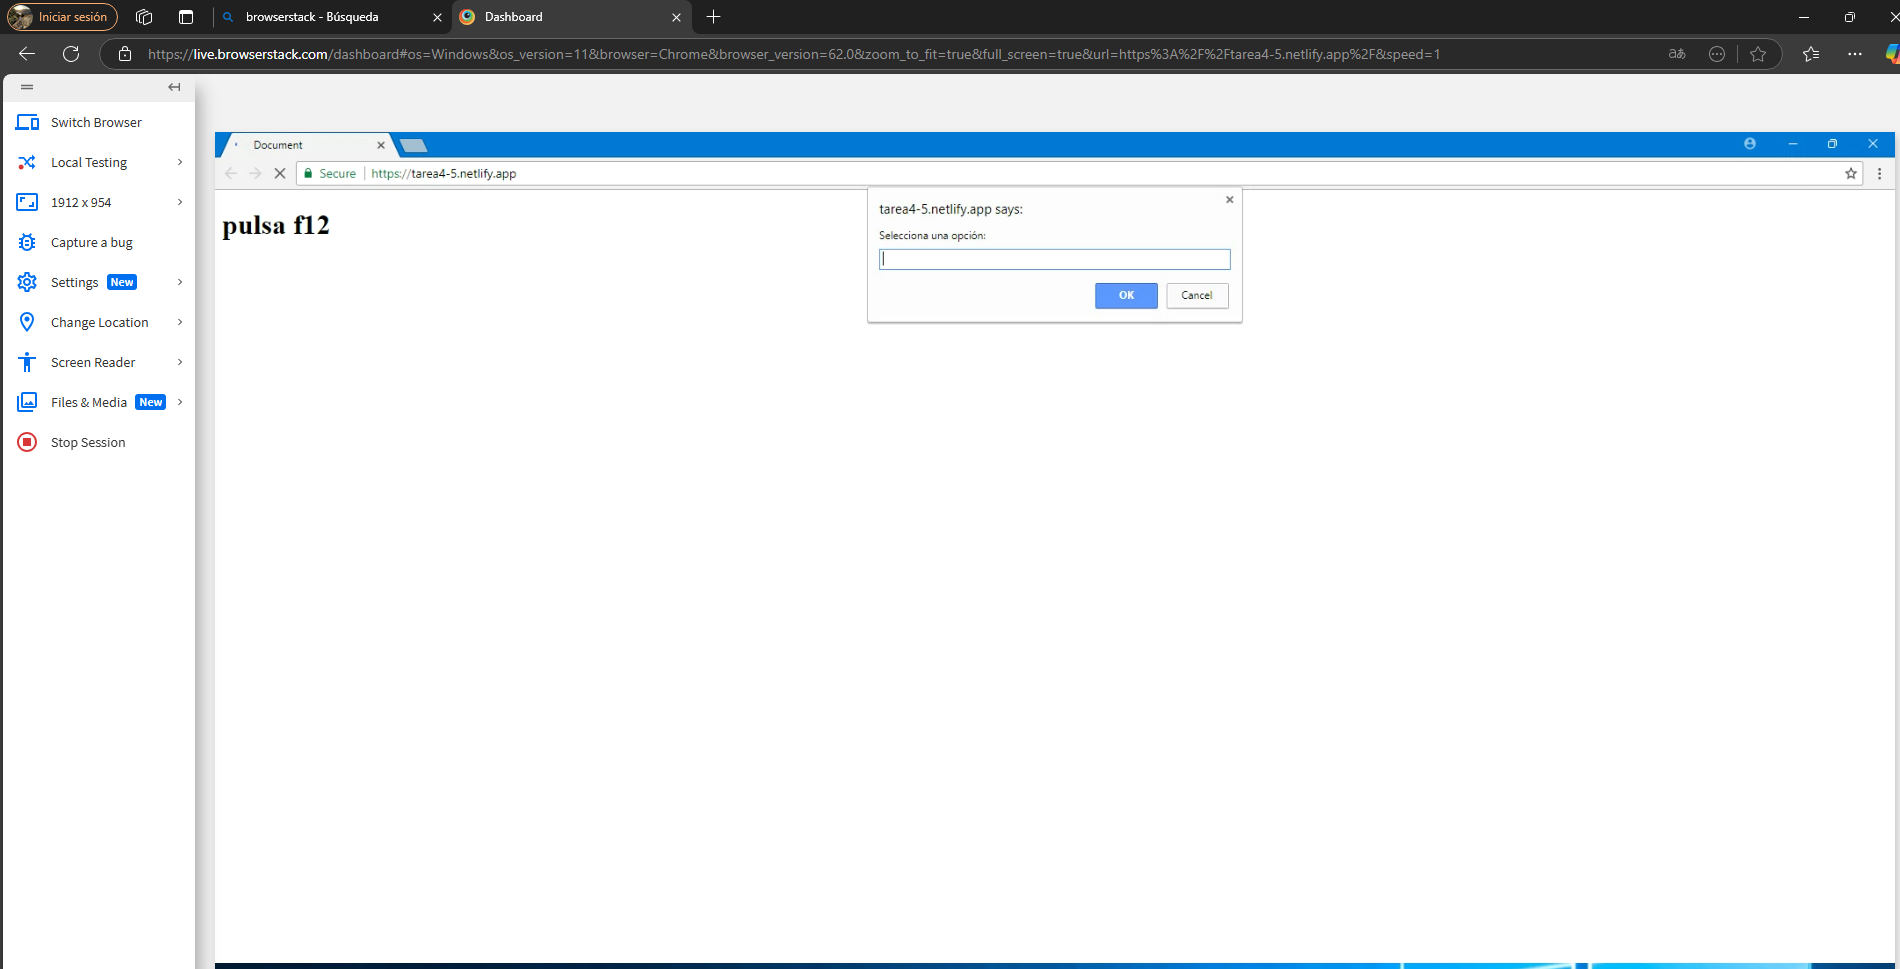 Iniciar sesión
browserstack - Búsqueda
Dashboard
https://live.browserstack.com/dashboard#os=Windows&os_version=11&browser=Chrome&browser_version=62.0&zoom_to_fit=true&full_screen=true&url=https%3A%2F%2Ftarea4-5.netlify.app%2F&speed=1
aあ
Switch Browser
Local Testing
1912 x 954
Capture a bug
Settings New
Change Location
Screen Reader
Files & Media New
Stop Session
Document
Secure https://tarea4-5.netlify.app
pulsa f12
tarea4-5.netlify.app says:
Selecciona una opción:
OK Cancel